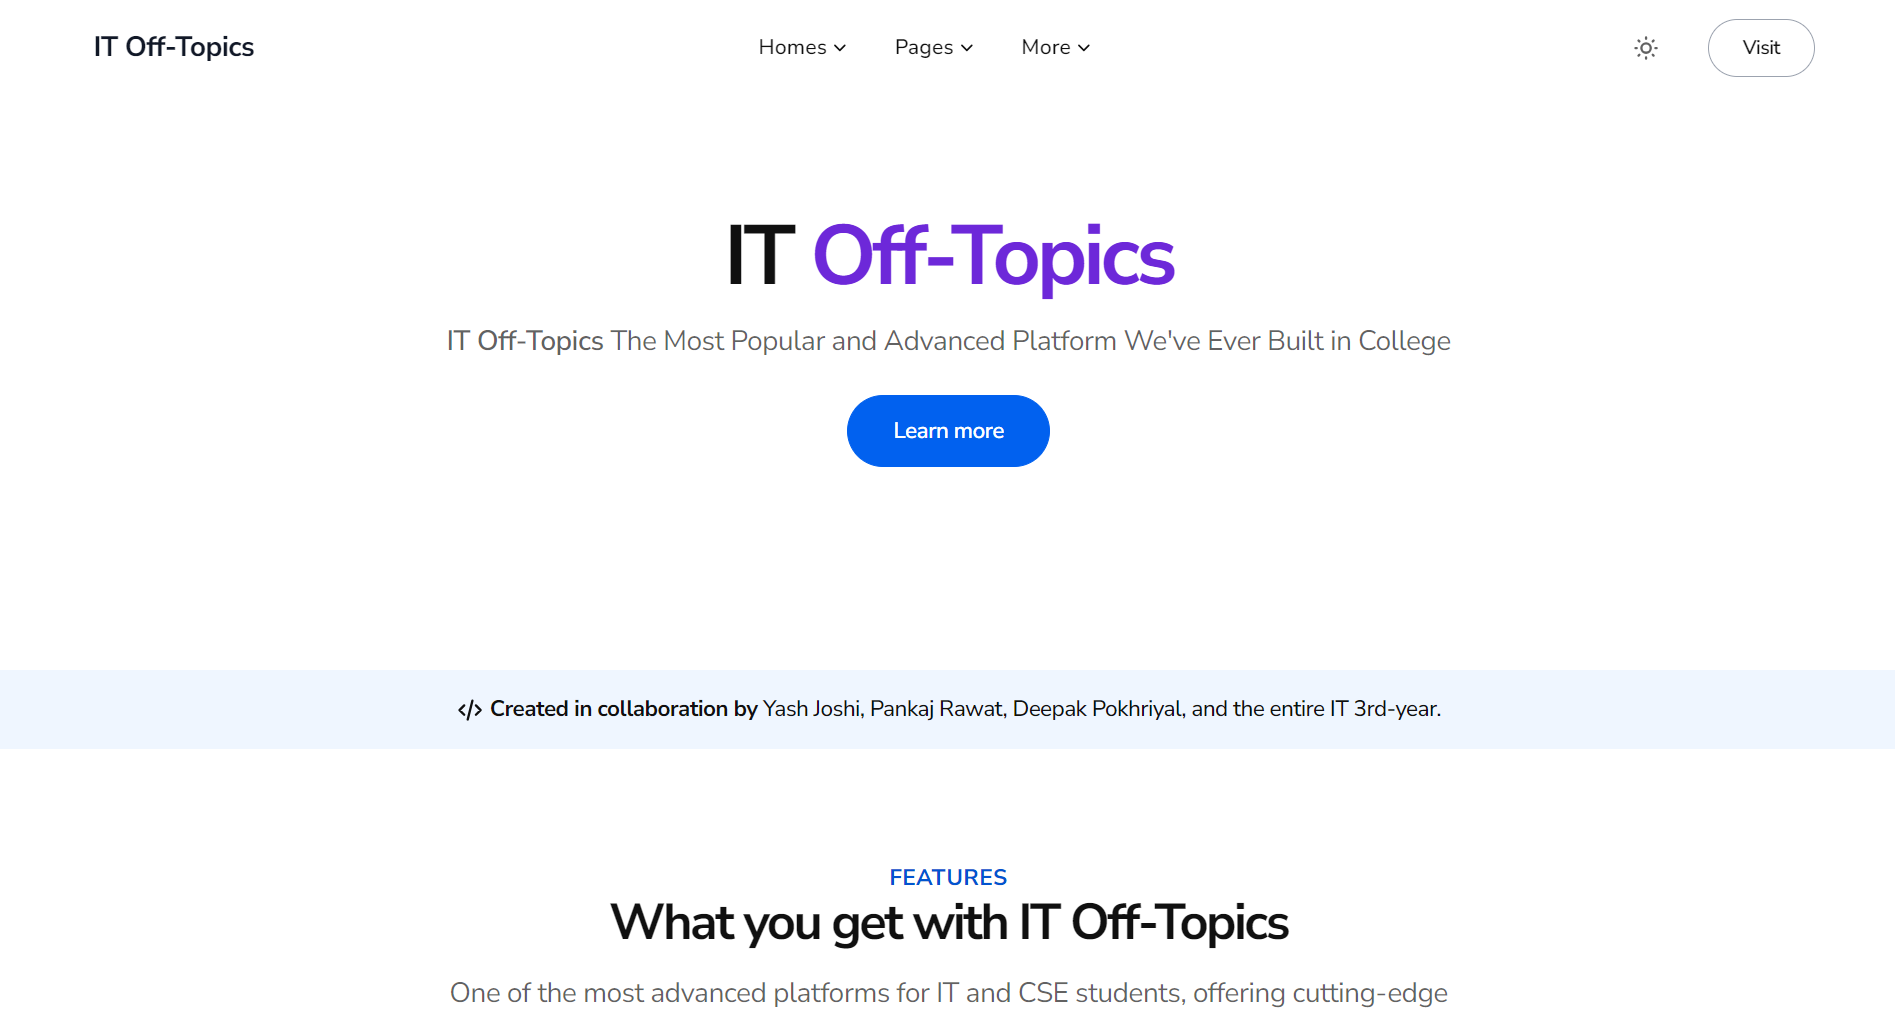 IT Off-Topics
Homes
Pages
More
Visit
IT Off-Topics
IT Off-Topics The Most Popular and Advanced Platform We've Ever Built in College
Learn more
</> Created in collaboration by Yash Joshi, Pankaj Rawat, Deepak Pokhriyal, and the entire IT 3rd-year.
FEATURES
What you get with IT Off-Topics
One of the most advanced platforms for IT and CSE students, offering cutting-edge